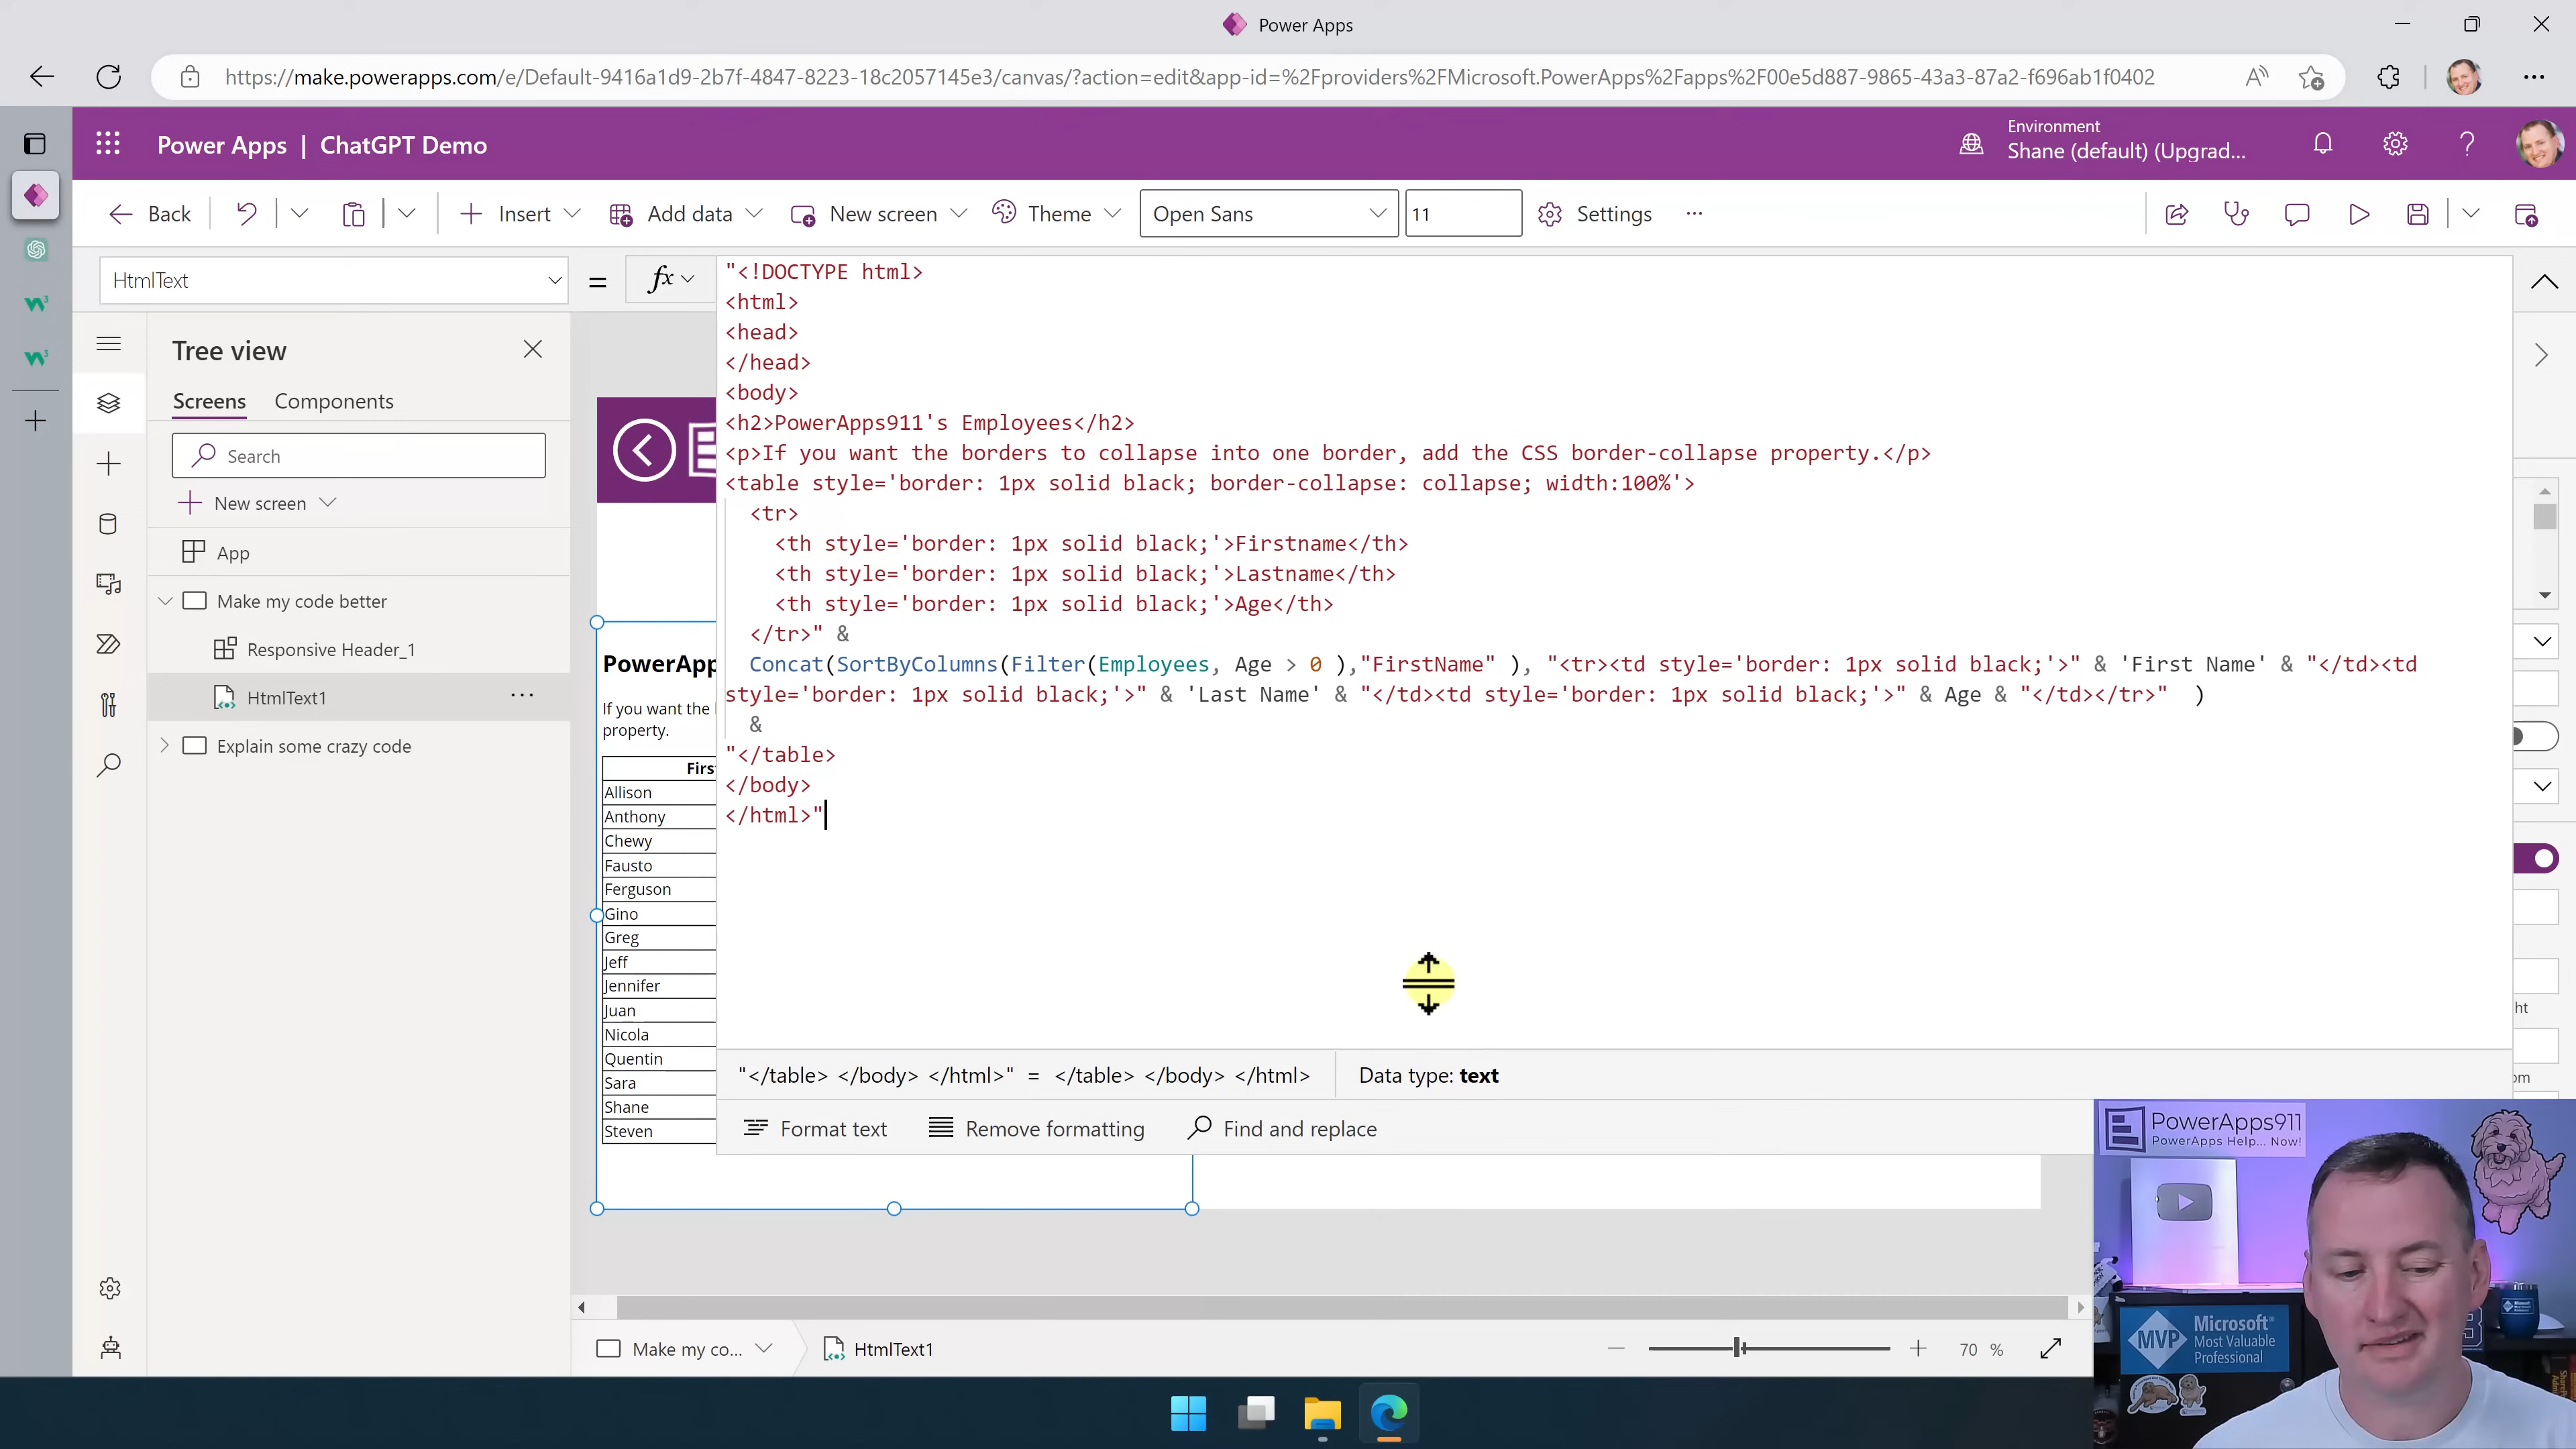 Power Apps
https://make.powerapps.com/e/Default-9416a1d9-2b7f-4847-8223-18c2057145e3/canvas/?action=edit&app-id=%2Fproviders%2FMicrosoft.PowerApps%2Fapps%2F00e5d887-9865-43a3-87a2-f696ab1f0402
Power Apps | ChatGPT Demo
Environment
Shane (default) (Upgrad...
Back
Insert
Add data
New screen
Theme
Open Sans
11
Settings
HtmlText
=
fx
"<!DOCTYPE html>
<html>
<head>
</head>
<body>
<h2>PowerApps911's Employees</h2>
<p>If you want the borders to collapse into one border, add the CSS border-collapse property.</p>
<table style='border: 1px solid black; border-collapse: collapse; width:100%'>
<tr>
<th style='border: 1px solid black;'>Firstname</th>
<th style='border: 1px solid black;'>Lastname</th>
<th style='border: 1px solid black;'>Age</th>
</tr>" &
Concat(SortByColumns(Filter(Employees, Age > 0 ),"FirstName" ), "<tr><td style='border: 1px solid black;'>" & 'First Name' & "</td><td
style='border: 1px solid black;'>" & 'Last Name' & "</td><td style='border: 1px solid black;'>" & Age & "</td></tr>" )
&
"</table>
</body>
</html>"
"</table> </body> </html>" = </table> </body> </html>
Data type: text
Format text
Remove formatting
Find and replace
Tree view
Screens
Components
Search
New screen
App
Make my code better
Responsive Header_1
HtmlText1
Explain some crazy code
PowerApp
If you want the
property.
Firs
Allison
Anthony
Chewy
Fausto
Ferguson
Gino
Greg
Jeff
Jennifer
Juan
Nicola
Quentin
Sara
Shane
Steven
ht
om
Make my co...
HtmlText1
70 %
PowerApps911
PowerApps Help... Now!
MVP
Microsoft
Most Valuable
Professional